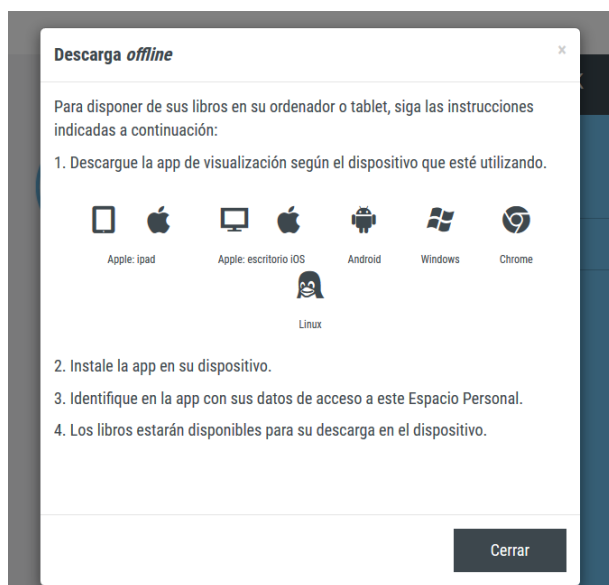 Descarga offline
×
Para disponer de sus libros en su ordenador o tablet, siga las instrucciones
indicadas a continuación:
1. Descargue la app de visualización según el dispositivo que esté utilizando.
Apple: ipad
Apple: escritorio iOS
Android
Windows
Chrome
Linux
2. Instale la app en su dispositivo.
3. Identifique en la app con sus datos de acceso a este Espacio Personal.
4. Los libros estarán disponibles para su descarga en el dispositivo.
Cerrar